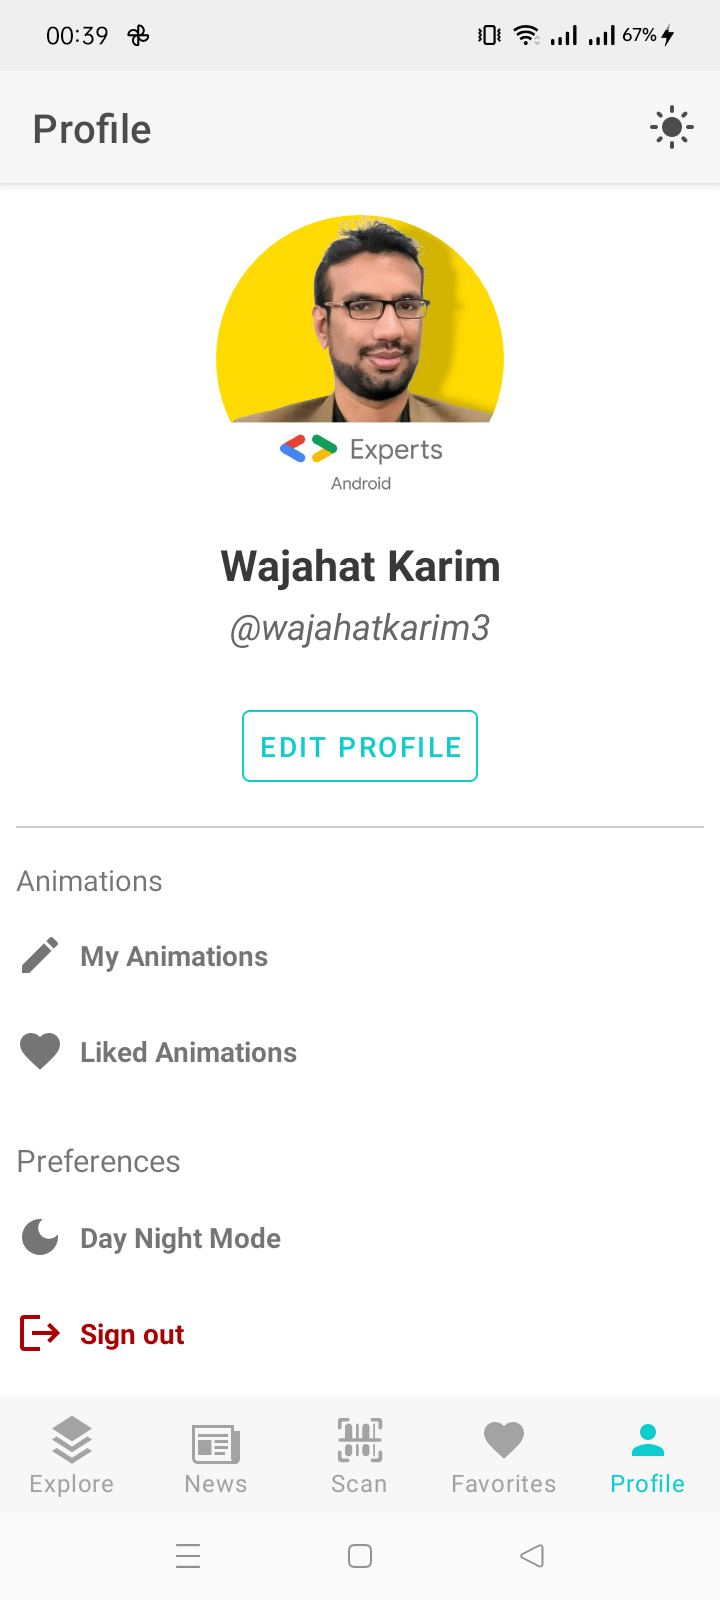 00:39
67%
Profile
Experts
Android
Wajahat Karim
@wajahatkarim3
EDIT PROFILE
Animations
My Animations
Liked Animations
Preferences
Day Night Mode
Sign out
Explore News Scan Favorites Profile